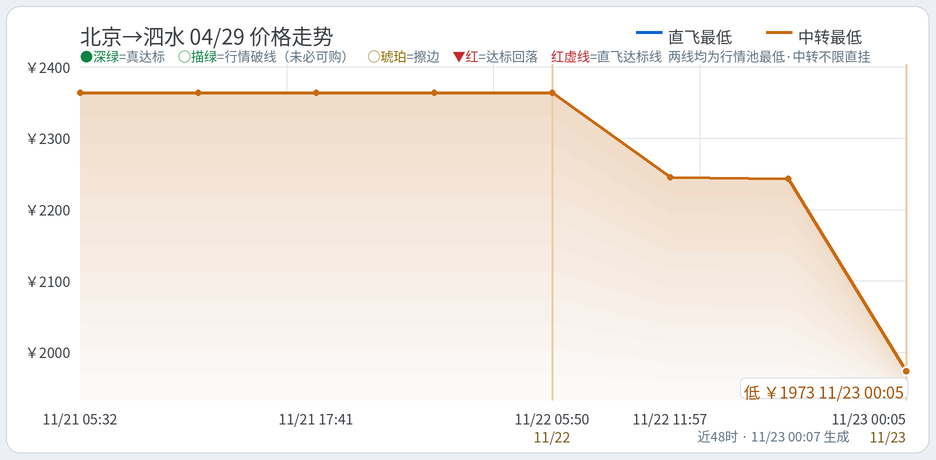 北京→泗水 04/29 价格走势
直飞最低 中转最低
●深绿=真达标 ○描绿=行情破线（未必可购） ○琥珀=擦边 ▼红=达标回落 红虚线=直飞达标线 两线均为行情池最低·中转不限直挂
￥2400
￥2300
￥2200
￥2100
￥2000
低 ￥1973 11/23 00:05
11/21 05:32 11/21 17:41 11/22 05:50 11/22 11:57 11/23 00:05
11/22 近48时 · 11/23 00:07 生成 11/23